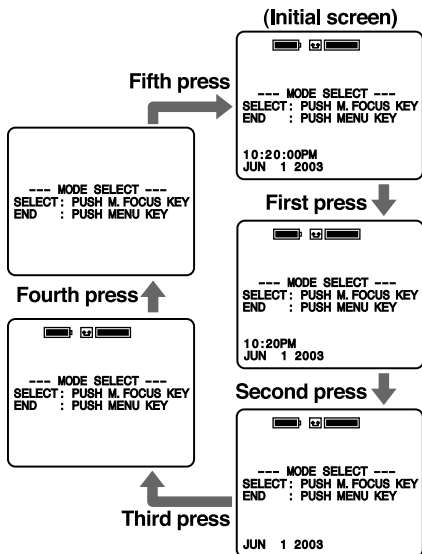 (Initial screen)
--- MODE SELECT ---
SELECT: PUSH M. FOCUS KEY
END : PUSH MENU KEY
10:20:00PM
JUN 1 2003
First press
--- MODE SELECT ---
SELECT: PUSH M. FOCUS KEY
END : PUSH MENU KEY
10:20PM
JUN 1 2003
Second press
--- MODE SELECT ---
SELECT: PUSH M. FOCUS KEY
END : PUSH MENU KEY
JUN 1 2003
Third press
--- MODE SELECT ---
SELECT: PUSH M. FOCUS KEY
END : PUSH MENU KEY
Fourth press
--- MODE SELECT ---
SELECT: PUSH M. FOCUS KEY
END : PUSH MENU KEY
Fifth press